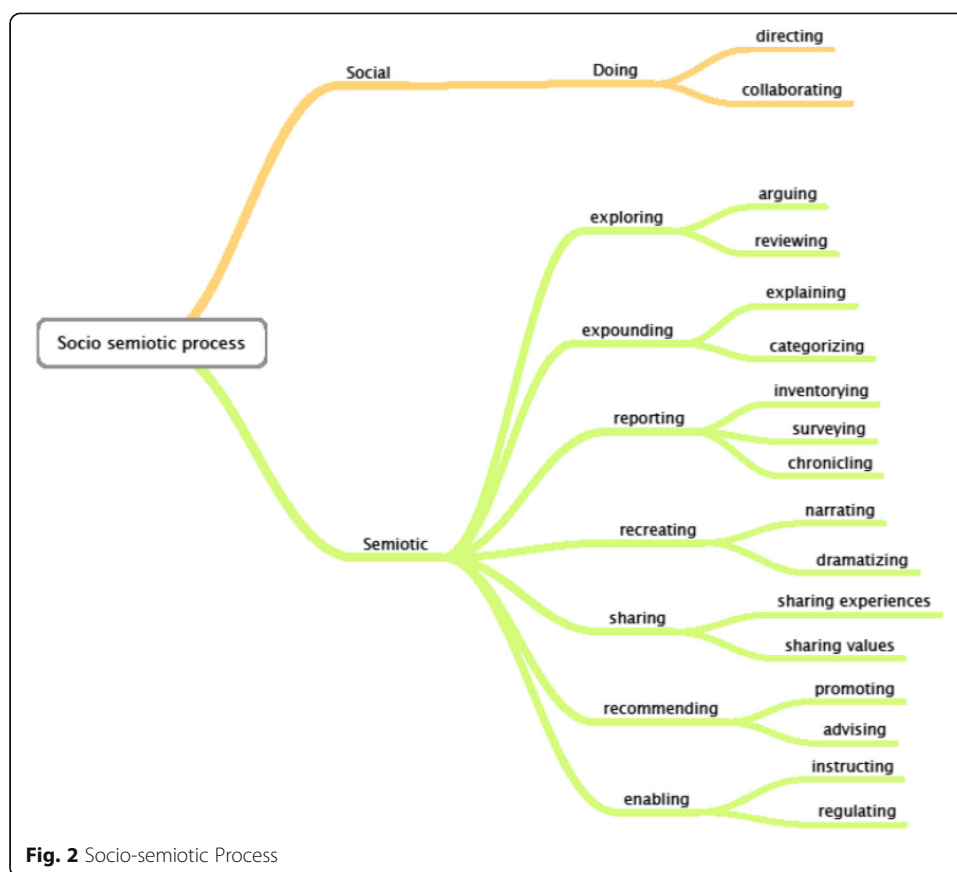 directing
Social
Doing
collaborating
arguing
exploring
reviewing
explaining
expounding
categorizing
Socio semiotic process
inventorying
reporting
surveying
chronicling
narrating
Semiotic
recreating
dramatizing
sharing experiences
sharing
sharing values
promoting
recommending
advising
instructing
enabling
regulating
Fig. 2 Socio-semiotic Process